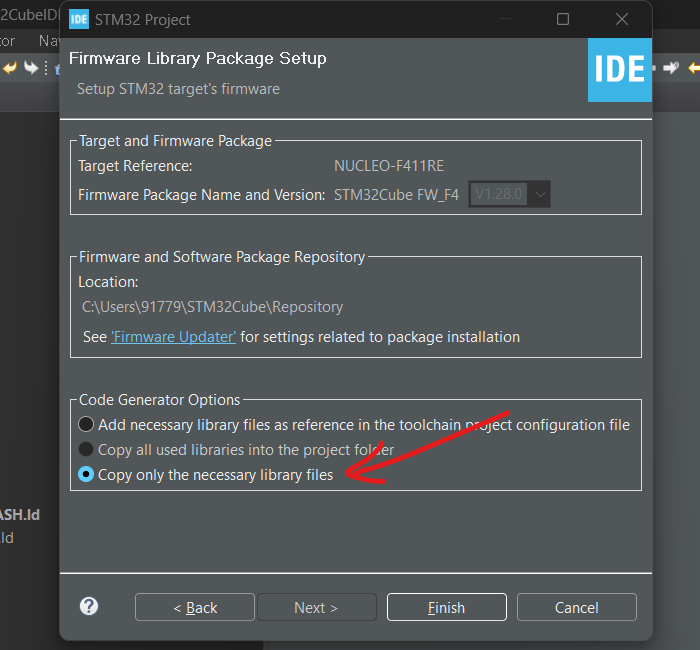 2CubeIDE
IDE STM32 Project
tor Na
Firmware Library Package Setup
Setup STM32 target's firmware
IDE
Target and Firmware Package
Target Reference: NUCLEO-F411RE
Firmware Package Name and Version: STM32Cube FW_F4 V1.28.0
Firmware and Software Package Repository
Location:
C:\Users\91779\STM32Cube\Repository
See 'Firmware Updater' for settings related to package installation
Code Generator Options
Add necessary library files as reference in the toolchain project configuration file
Copy all used libraries into the project folder
Copy only the necessary library files
ASH.ld
.ld
? < Back Next > Finish Cancel